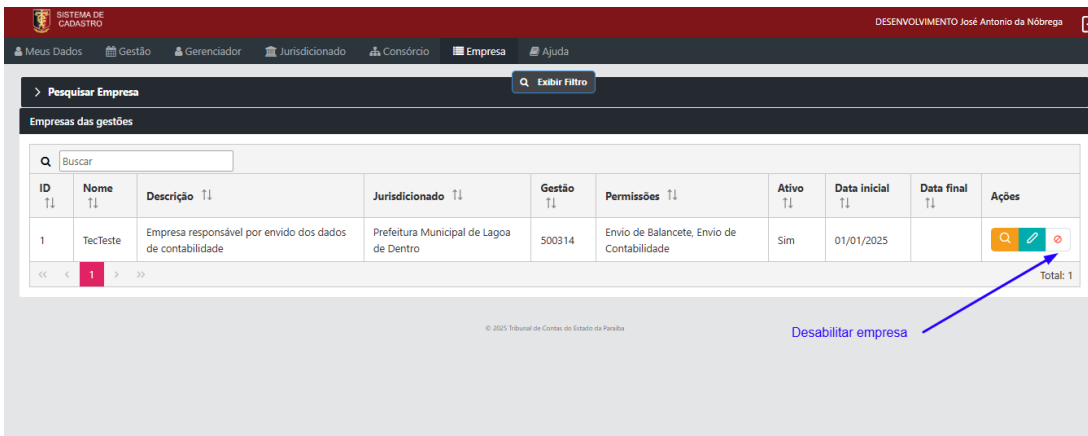 SISTEMA DE
CADASTRO
DESENVOLVIMENTO José Antonio da Nóbrega
Meus Dados Gestão Gerenciador Jurisdicionado Consórcio Empresa Ajuda
Exibir Filtro
Pesquisar Empresa
Empresas das gestões
Buscar
ID Nome Descrição Jurisdicionado Gestão Permissões Ativo Data inicial Data final Ações
1 TecTeste Empresa responsável por envido dos dados de contabilidade Prefeitura Municipal de Lagoa de Dentro 500314 Envio de Balancete, Envio de Contabilidade Sim 01/01/2025
<< < 1 > >> Total: 1
© 2025 Tribunal de Contas do Estado da Paraíba
Desabilitar empresa